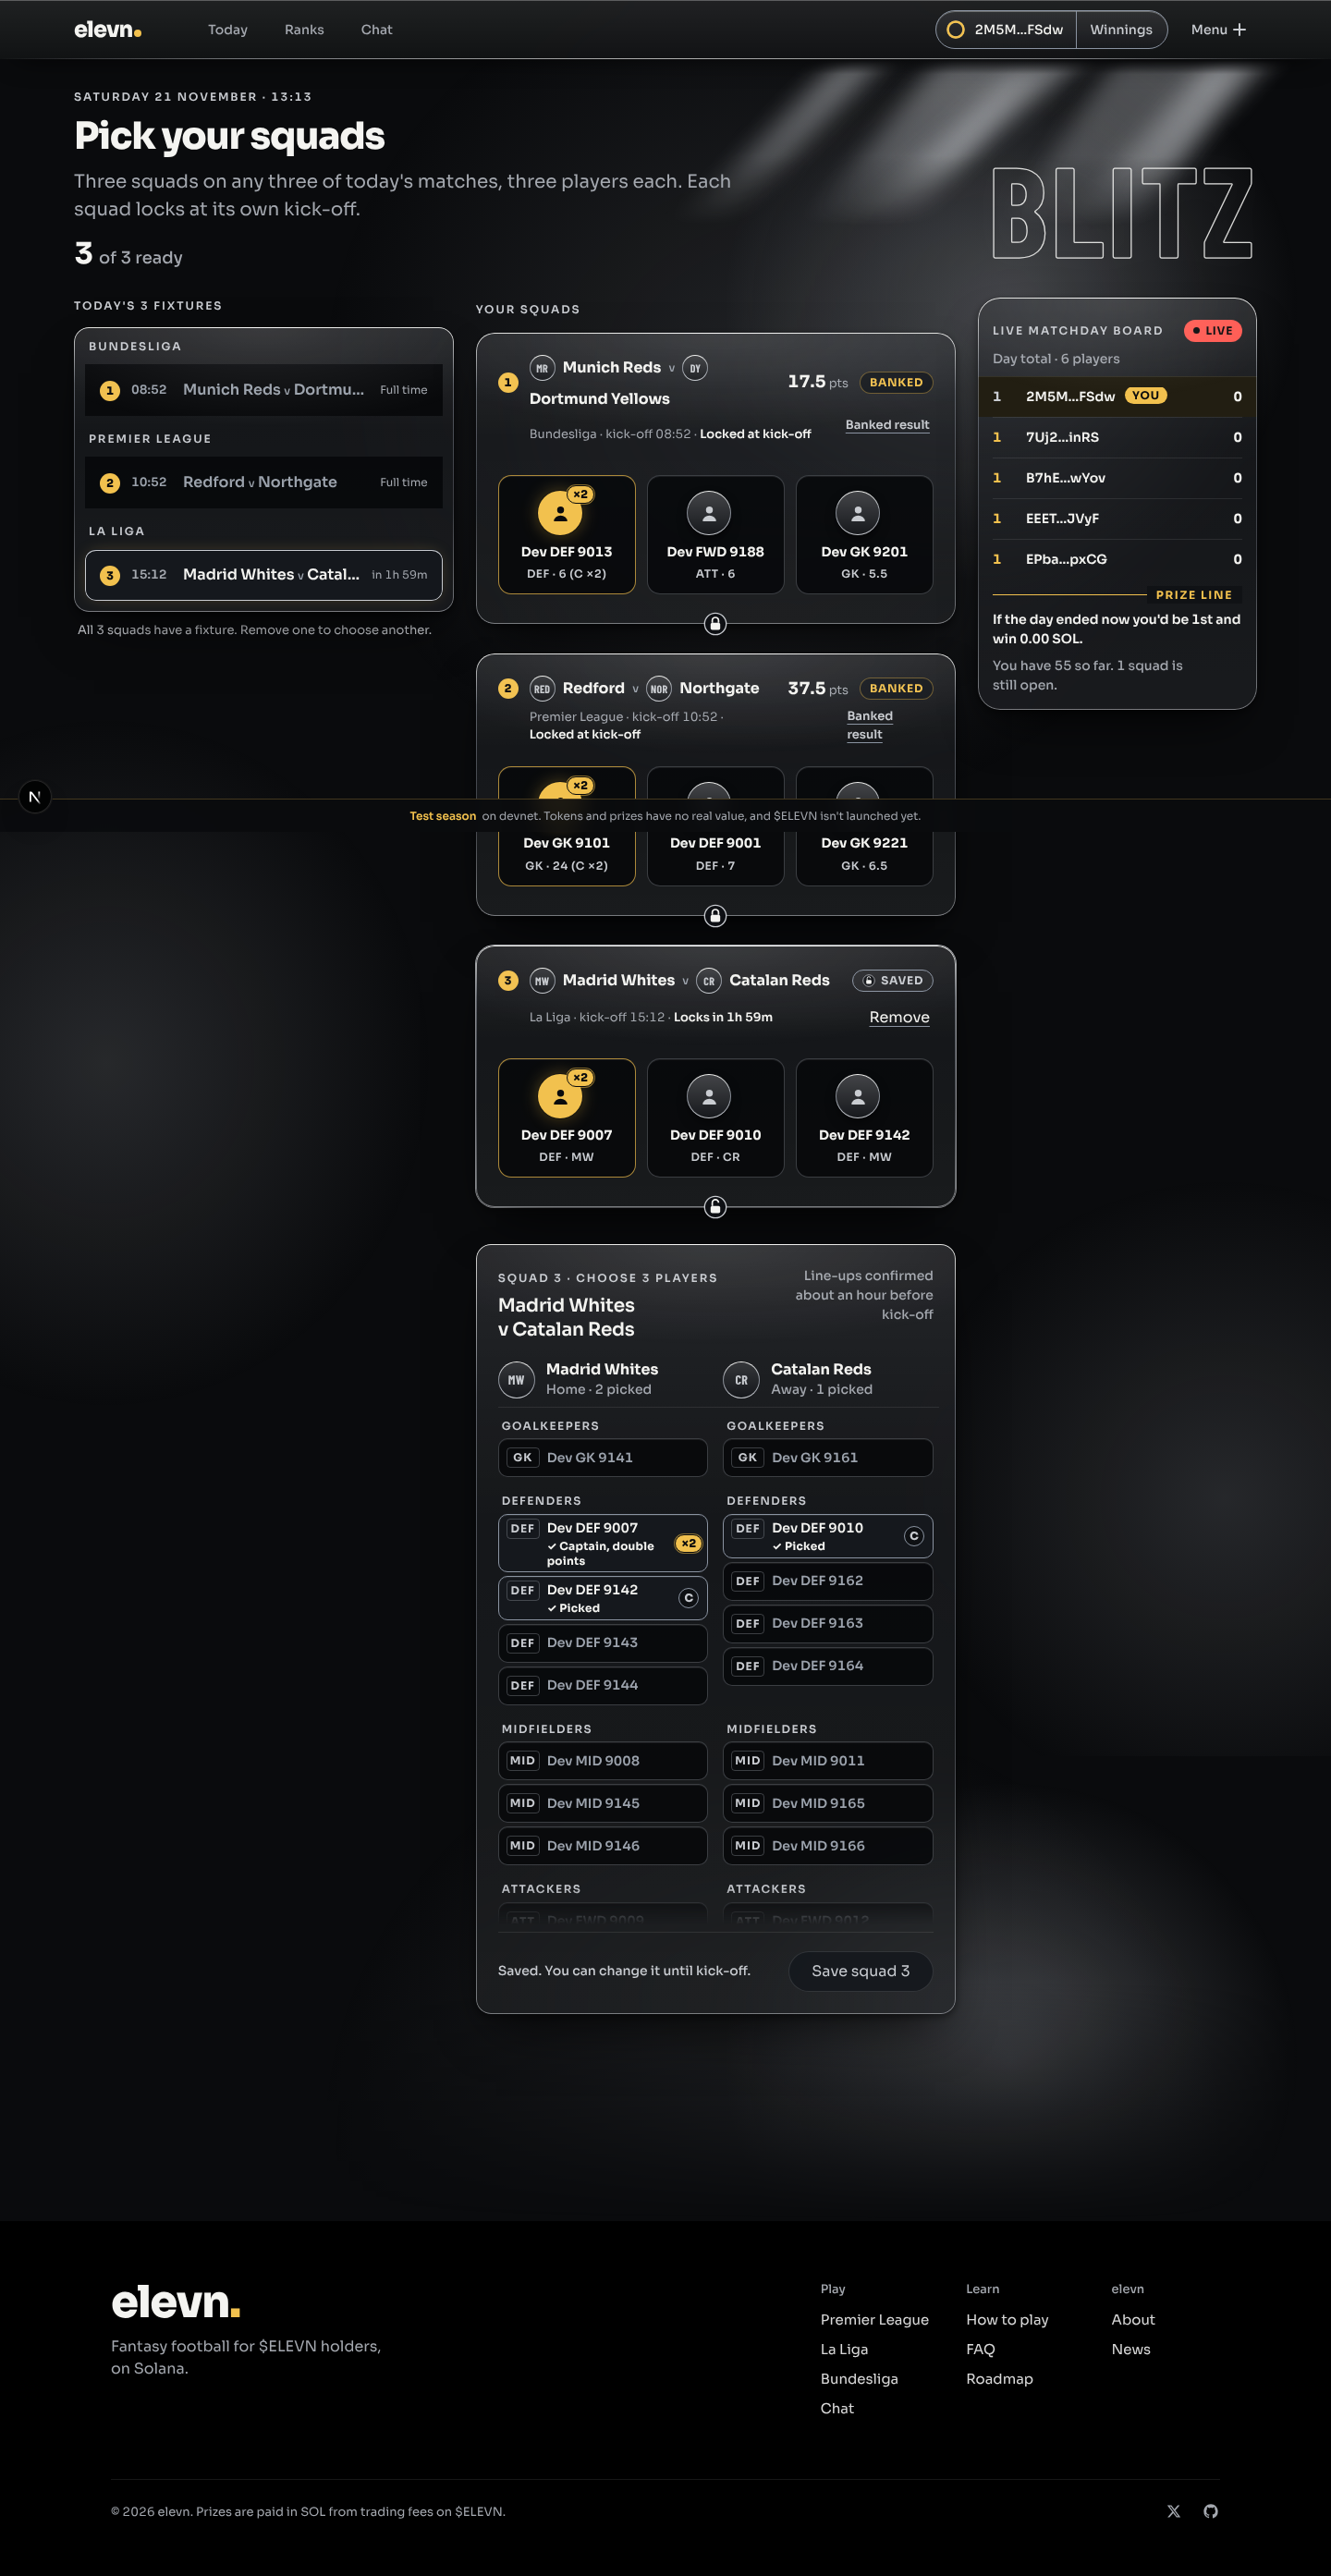 elevn.
Today
Ranks
Chat
2M5M...FSdw
Winnings
Menu
SATURDAY 21 NOVEMBER · 13:13
Pick your squads
Three squads on any three of today's matches, three players each. Each
squad locks at its own kick-off.
3 of 3 ready
BLITZ
TODAY'S 3 FIXTURES
BUNDESLIGA
1 08:52 Munich Reds v Dortmu... Full time
PREMIER LEAGUE
2 10:52 Redford v Northgate Full time
LA LIGA
3 15:12 Madrid Whites v Catal... in 1h 59m
All 3 squads have a fixture. Remove one to choose another.
YOUR SQUADS
1 MR Munich Reds v DY
Dortmund Yellows
17.5 pts BANKED
Bundesliga · kick-off 08:52 · Locked at kick-off
Banked result
×2
Dev DEF 9013
DEF · 6 (C ×2)
Dev FWD 9188
ATT · 6
Dev GK 9201
GK · 5.5
2 RED Redford v NOR Northgate
37.5 pts BANKED
Premier League · kick-off 10:52 ·
Locked at kick-off
Banked
result
×2
Dev GK 9101
GK · 24 (C ×2)
Dev DEF 9001
DEF · 7
Dev GK 9221
GK · 6.5
N
Test season on devnet. Tokens and prizes have no real value, and $ELEVN isn't launched yet.
3 MW Madrid Whites v CR Catalan Reds
SAVED
La Liga · kick-off 15:12 · Locks in 1h 59m
Remove
×2
Dev DEF 9007
DEF · MW
Dev DEF 9010
DEF · CR
Dev DEF 9142
DEF · MW
SQUAD 3 · CHOOSE 3 PLAYERS
Madrid Whites
v Catalan Reds
Line-ups confirmed
about an hour before
kick-off
MW Madrid Whites
Home · 2 picked
GOALKEEPERS
GK Dev GK 9141
DEFENDERS
DEF Dev DEF 9007
✓ Captain, double
points
×2
DEF Dev DEF 9142
✓ Picked
C
DEF Dev DEF 9143
DEF Dev DEF 9144
MIDFIELDERS
MID Dev MID 9008
MID Dev MID 9145
MID Dev MID 9146
ATTACKERS
ATT Dev FWD 9009
CR Catalan Reds
Away · 1 picked
GOALKEEPERS
GK Dev GK 9161
DEFENDERS
DEF Dev DEF 9010
✓ Picked
C
DEF Dev DEF 9162
DEF Dev DEF 9163
DEF Dev DEF 9164
MIDFIELDERS
MID Dev MID 9011
MID Dev MID 9165
MID Dev MID 9166
ATTACKERS
ATT Dev FWD 9012
Saved. You can change it until kick-off.
Save squad 3
LIVE MATCHDAY BOARD
LIVE
Day total · 6 players
1 2M5M...FSdw YOU 0
1 7Uj2...inRS 0
1 B7hE...wYov 0
1 EEET...JVyF 0
1 EPba...pxCG 0
PRIZE LINE
If the day ended now you'd be 1st and
win 0.00 SOL.
You have 55 so far. 1 squad is
still open.
elevn.
Fantasy football for $ELEVN holders,
on Solana.
Play
Premier League
La Liga
Bundesliga
Chat
Learn
How to play
FAQ
Roadmap
elevn
About
News
© 2026 elevn. Prizes are paid in SOL from trading fees on $ELEVN.